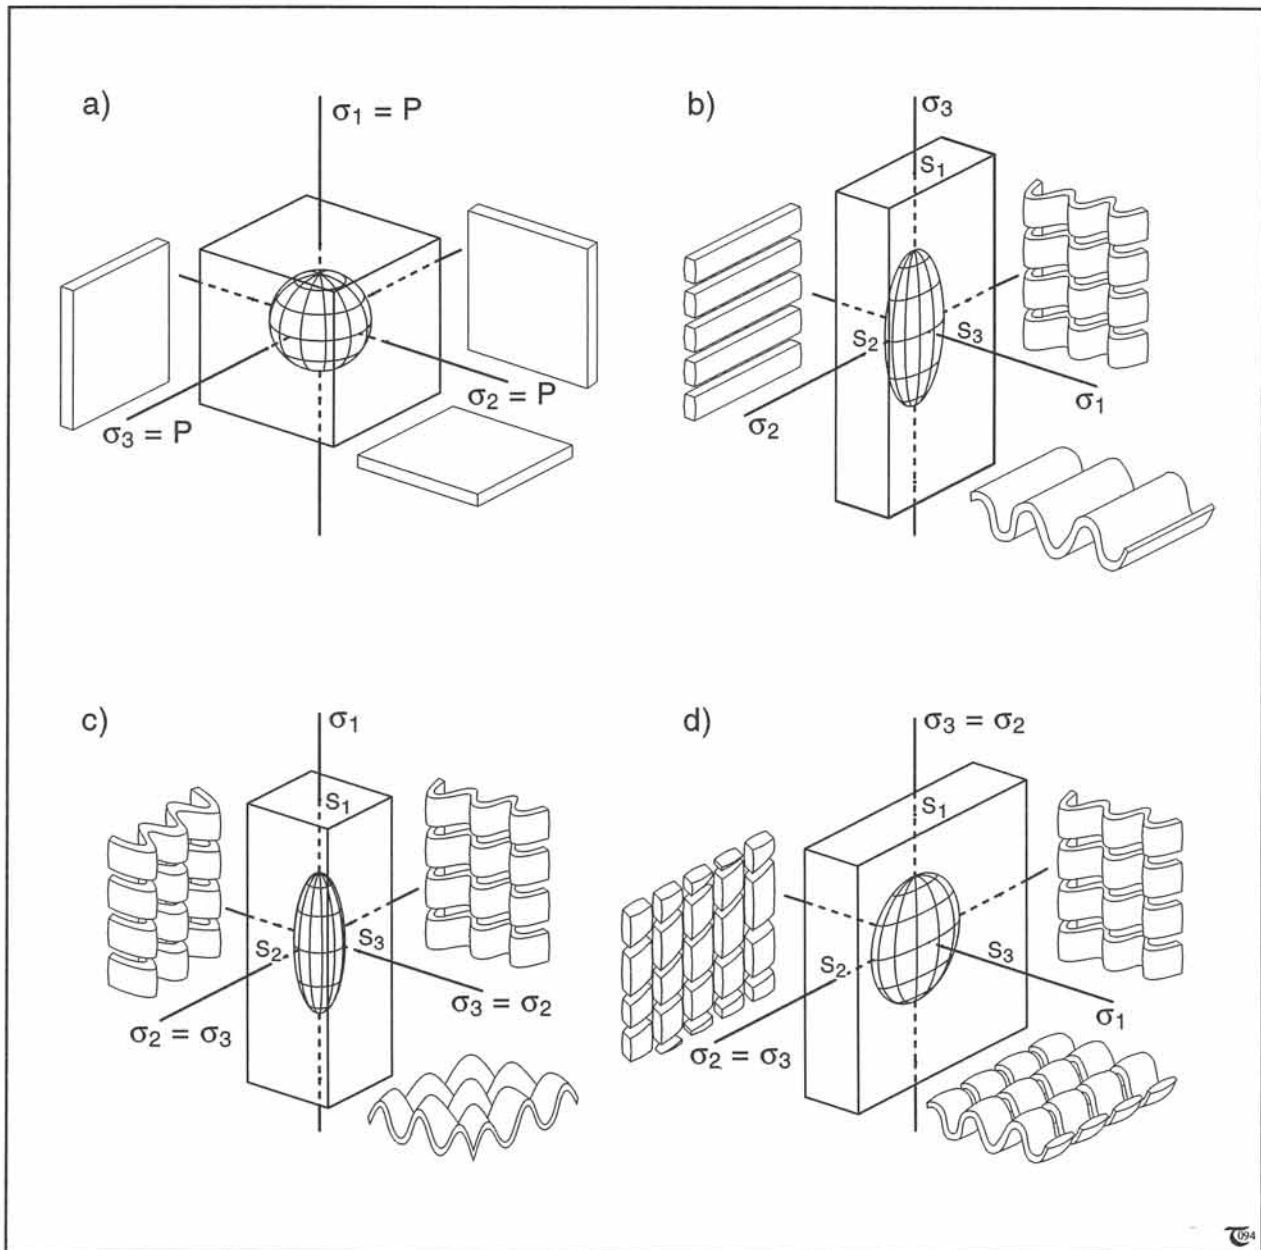 a)
σ₁ = P
σ₂ = P
σ₃ = P
b)
σ₃
S₁
S₂
S₃
σ₂
σ₁
c)
σ₁
S₁
S₂
S₃
σ₃ = σ₂
σ₂ = σ₃
d)
σ₃ = σ₂
S₁
S₂
S₃
σ₁
σ₂ = σ₃
094